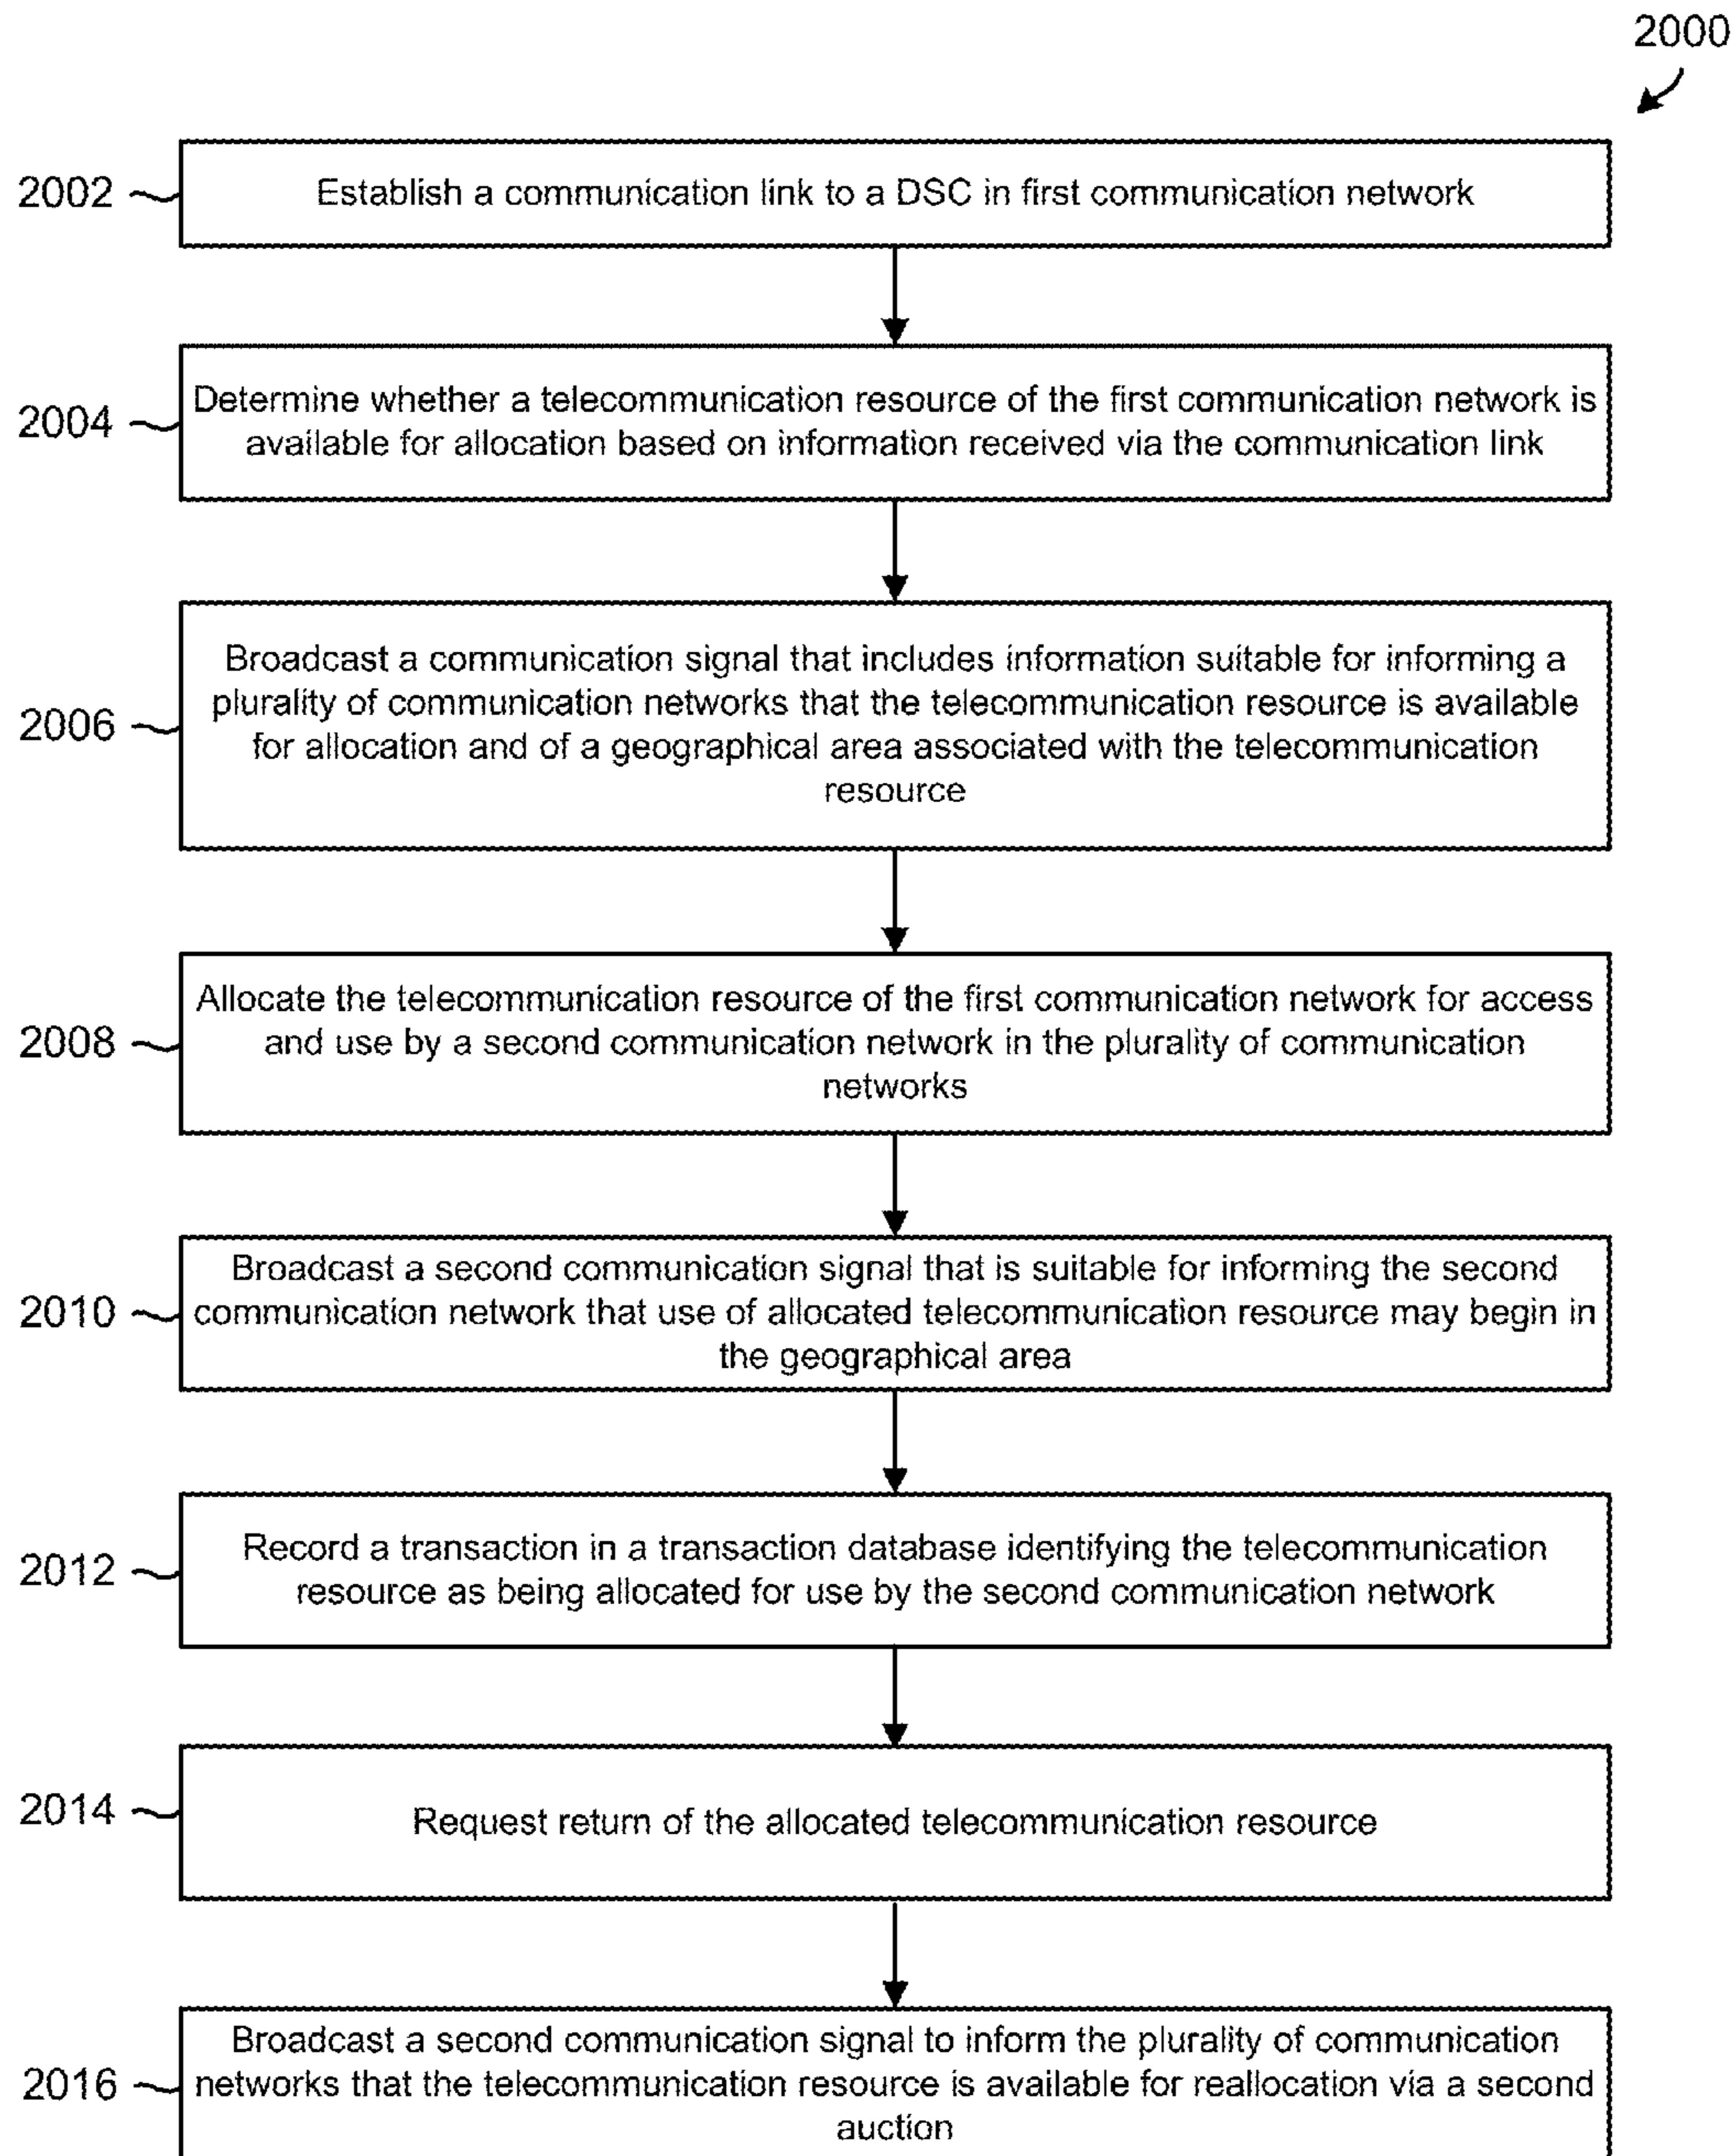 2000
2002
Establish a communication link to a DSC in first communication network
2004
Determine whether a telecommunication resource of the first communication network is
available for allocation based on information received via the communication link
2006
Broadcast a communication signal that includes information suitable for informing a
plurality of communication networks that the telecommunication resource is available
for allocation and of a geographical area associated with the telecommunication
resource
2008
Allocate the telecommunication resource of the first communication network for access
and use by a second communication network in the plurality of communication
networks
2010
Broadcast a second communication signal that is suitable for informing the second
communication network that use of allocated telecommunication resource may begin in
the geographical area
2012
Record a transaction in a transaction database identifying the telecommunication
resource as being allocated for use by the second communication network
2014
Request return of the allocated telecommunication resource
2016
Broadcast a second communication signal to inform the plurality of communication
networks that the telecommunication resource is available for reallocation via a second
auction